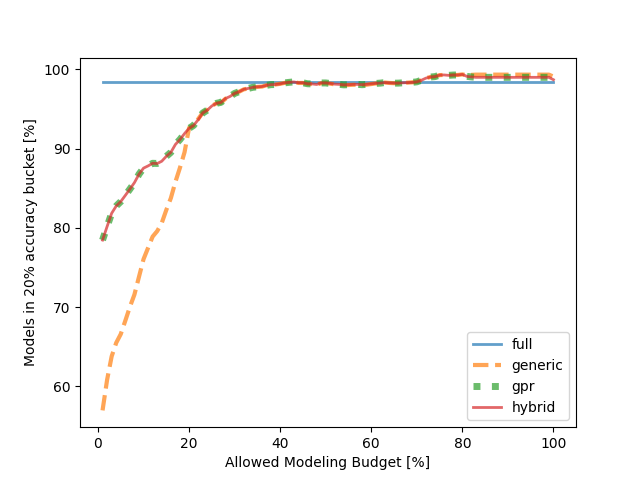 100
90
80
70
60
Models in 20% accuracy bucket [%]
0
20
40
60
80
100
Allowed Modeling Budget [%]
full
generic
gpr
hybrid